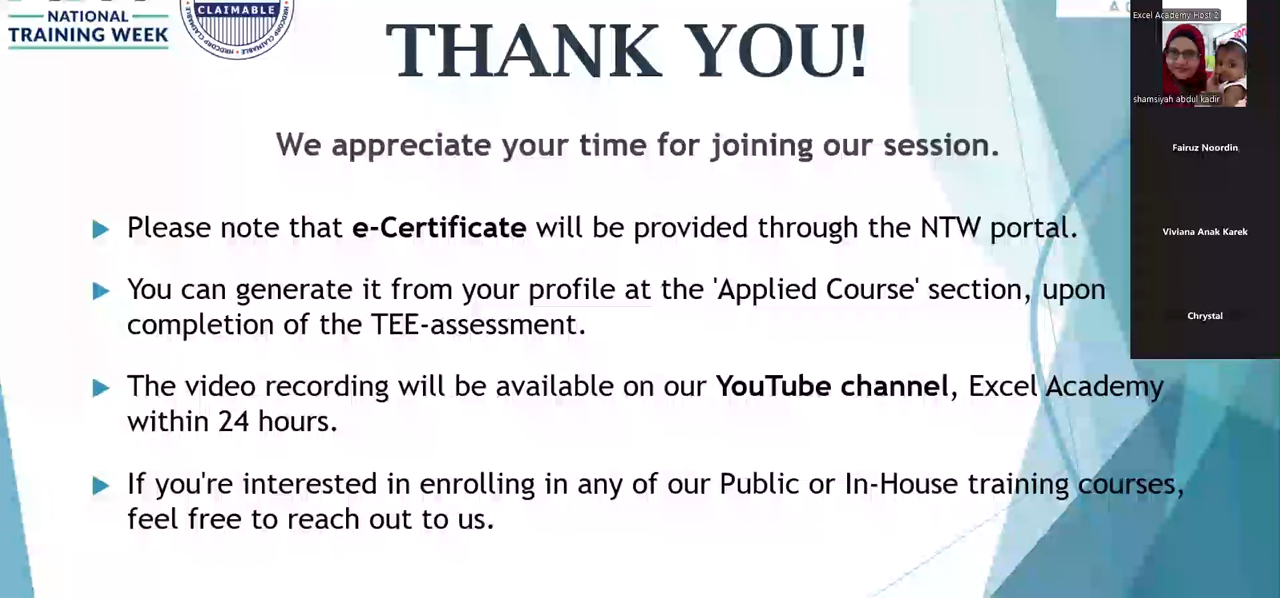 NATIONAL
TRAINING WEEK
CLAIMABLE
HRDCORP CLAIMABLE • HRDCORP CLAIMABLE
THANK YOU!
We appreciate your time for joining our session.
Please note that e-Certificate will be provided through the NTW portal.
You can generate it from your profile at the 'Applied Course' section, upon
completion of the TEE-assessment.
The video recording will be available on our YouTube channel, Excel Academy
within 24 hours.
If you're interested in enrolling in any of our Public or In-House training courses,
feel free to reach out to us.
Excel Academy Host 2
shamsiyah abdul kadir
Fairuz Noordin
Viviana Anak Karek
Chrystal